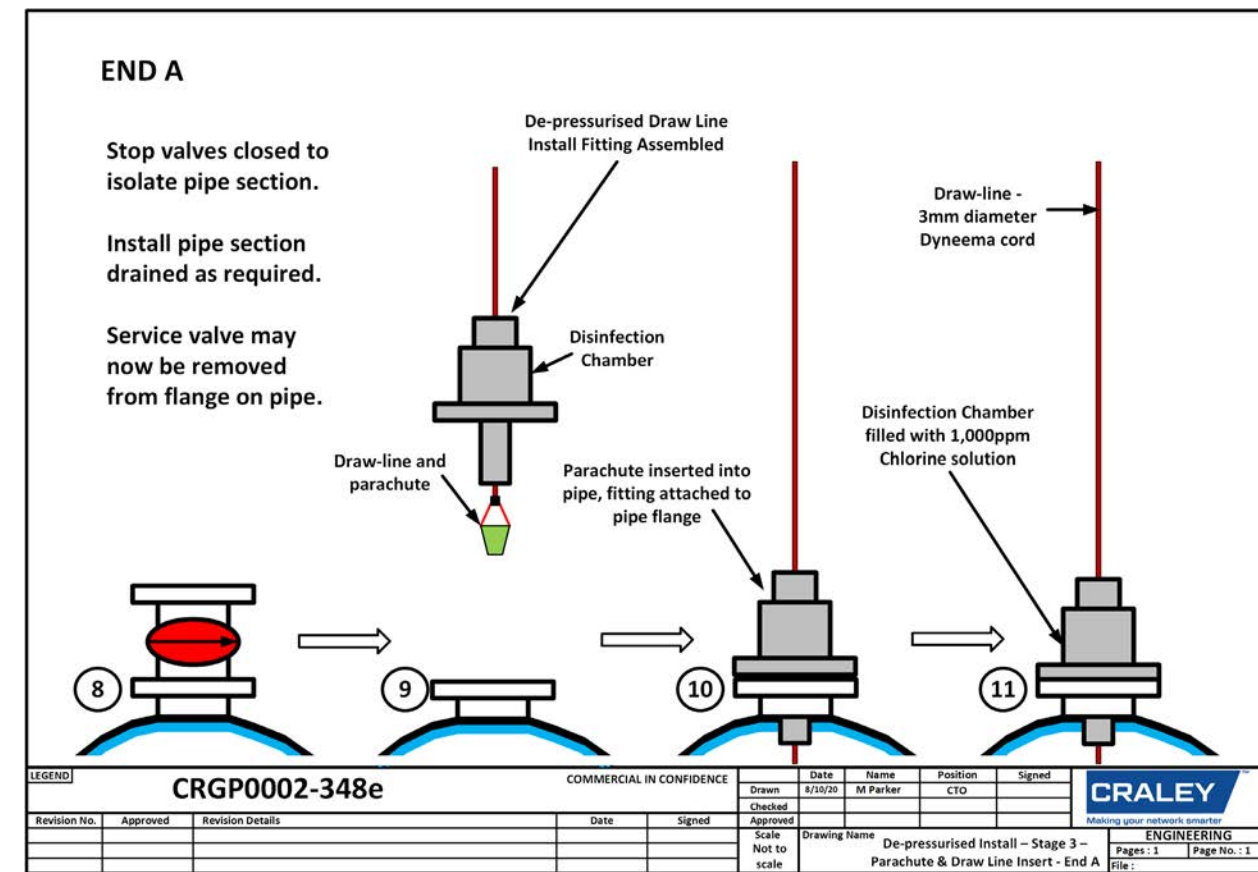 END A
Stop valves closed to
isolate pipe section.
Install pipe section
drained as required.
Service valve may
now be removed
from flange on pipe.
De-pressurised Draw Line
Install Fitting Assembled
Disinfection
Chamber
Draw-line and
parachute
Parachute inserted into
pipe, fitting attached to
pipe flange
Draw-line -
3mm diameter
Dyneema cord
Disinfection Chamber
filled with 1,000ppm
Chlorine solution
8
9
10
11
LEGEND
CRGP0002-348e
COMMERCIAL IN CONFIDENCE
Revision No. Approved Revision Details Date Signed
Date Name Position Signed
Drawn 8/10/20 M Parker CTO
Checked
Approved
Scale
Not to
scale
Drawing Name
De-pressurised Install – Stage 3 –
Parachute & Draw Line Insert - End A
CRALEY
Making your network smarter
ENGINEERING
Pages : 1 Page No. : 1
File :